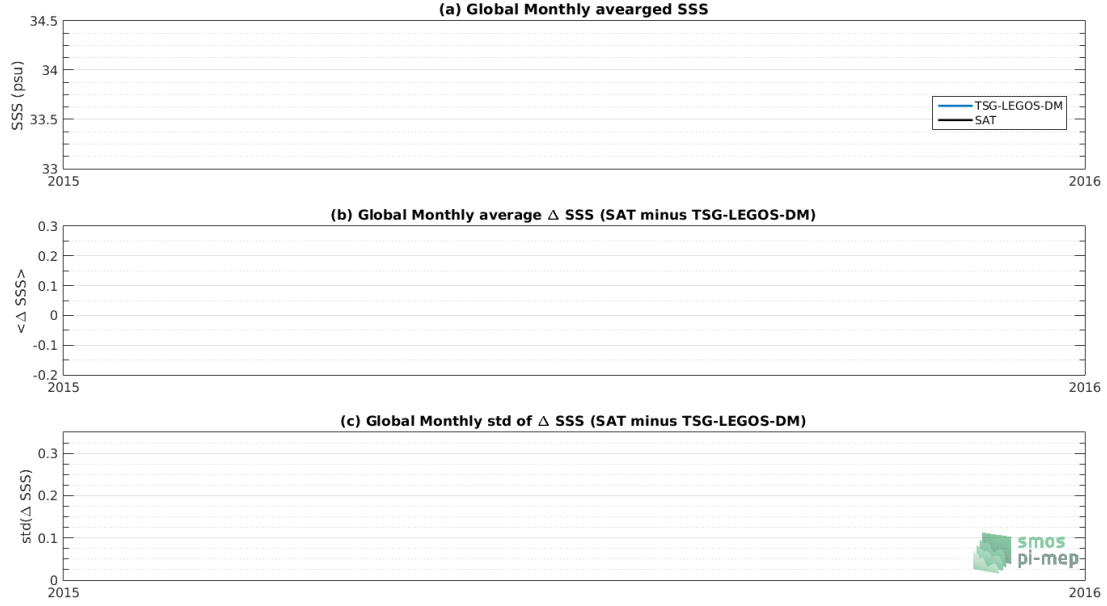 (a) Global Monthly avearged SSS
34.5
34
33.5
33
SSS (psu)
TSG-LEGOS-DM
SAT
2015
2016
(b) Global Monthly average Δ SSS (SAT minus TSG-LEGOS-DM)
0.3
0.2
0.1
0
-0.1
-0.2
<Δ SSS>
2015
2016
(c) Global Monthly std of Δ SSS (SAT minus TSG-LEGOS-DM)
0.3
0.2
0.1
0
std(Δ SSS)
smos
pi-mep
2015
2016